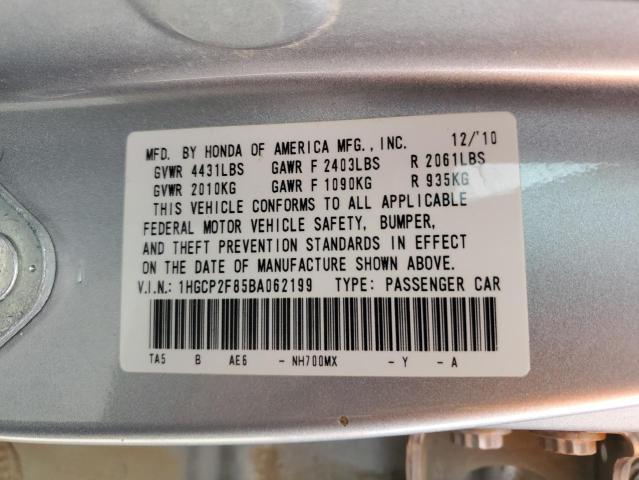 MFD. BY HONDA OF AMERICA MFG., INC. 12/'10
GVWR 4431LBS GAWR F 2403LBS R 2061LBS
GVWR 2010KG GAWR F 1090KG R 935KG
THIS VEHICLE CONFORMS TO ALL APPLICABLE
FEDERAL MOTOR VEHICLE SAFETY, BUMPER,
AND THEFT PREVENTION STANDARDS IN EFFECT
ON THE DATE OF MANUFACTURE SHOWN ABOVE.
V.I.N.: 1HGCP2F85BA062199 TYPE: PASSENGER CAR
TA5 B AE6 - NH700MX - Y - A